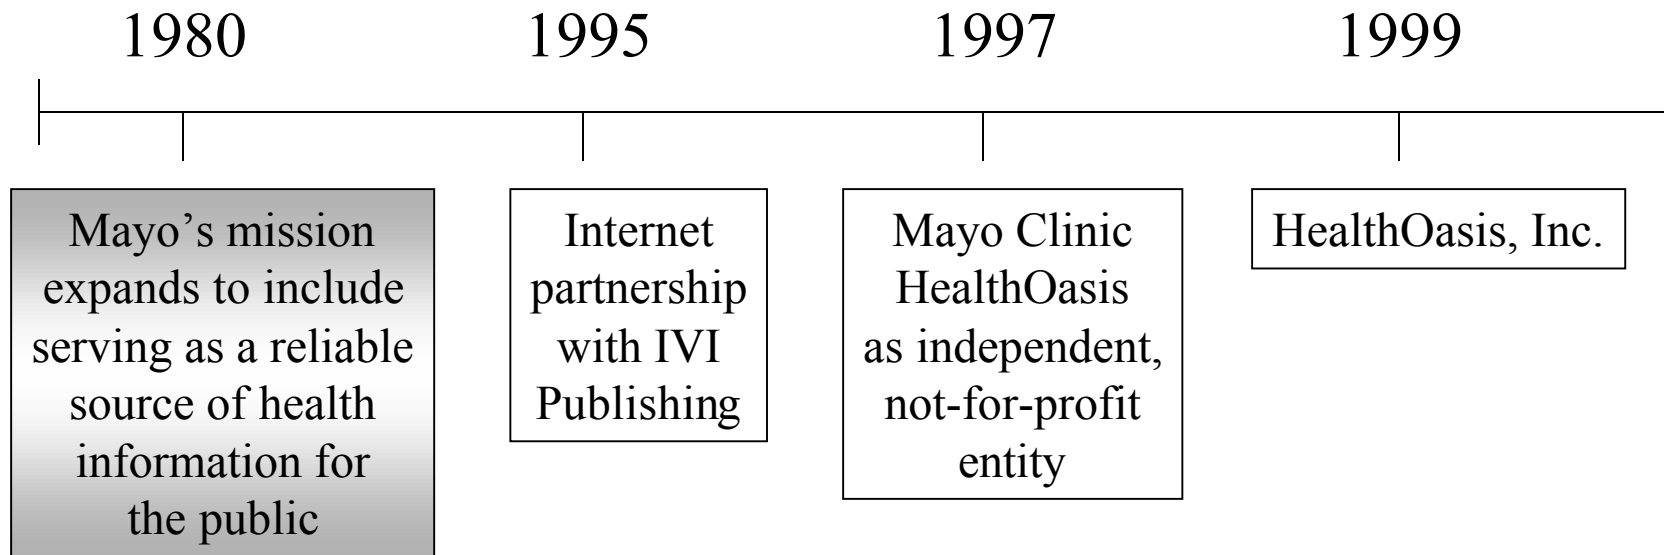 1980
1995
1997
1999
Mayo’s mission
expands to include
serving as a reliable
source of health
information for
the public
Internet
partnership
with IVI
Publishing
Mayo Clinic
HealthOasis
as independent,
not-for-profit
entity
HealthOasis, Inc.